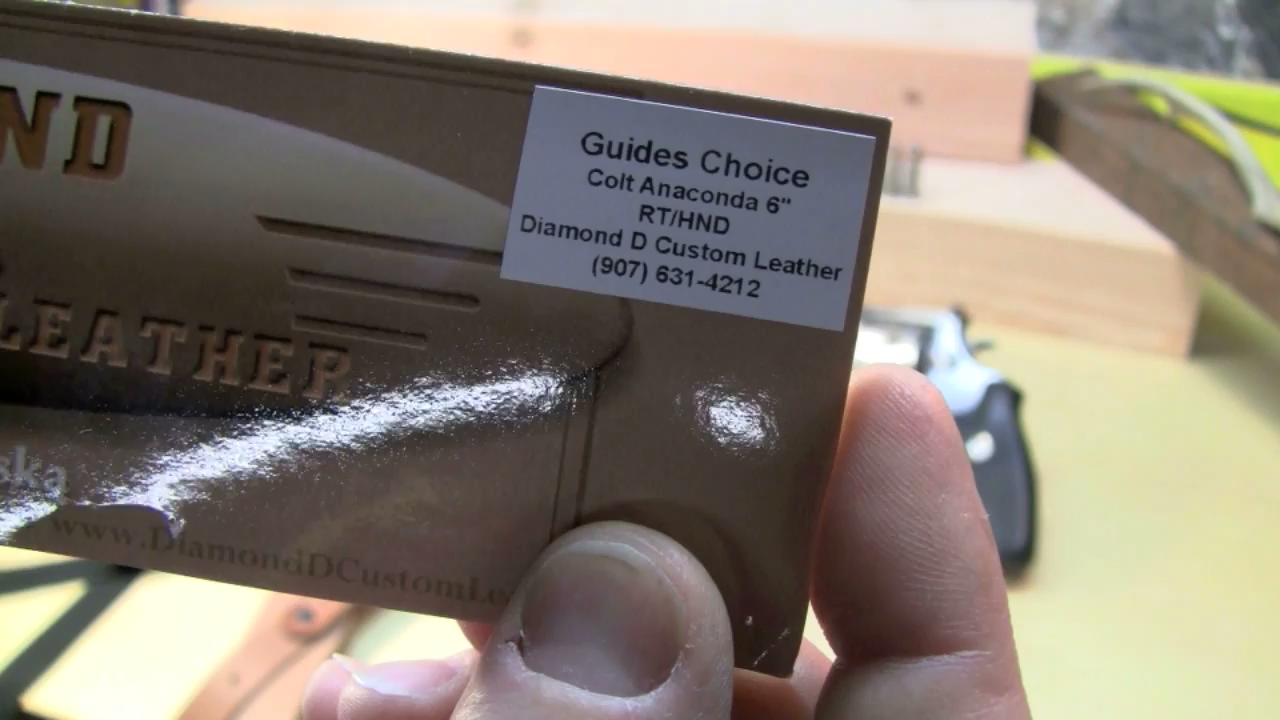 ND
LEATHER
ska
www.DiamondDCustomLe
Guides Choice
Colt Anaconda 6"
RT/HND
Diamond D Custom Leather
(907) 631-4212